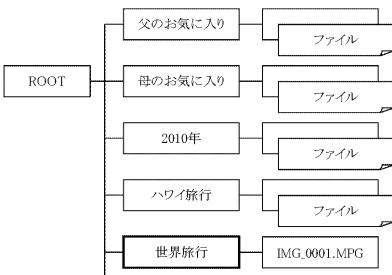 父のお気に入り
ファイル
ROOT
母のお気に入り
ファイル
2010年
ファイル
ハワイ旅行
ファイル
世界旅行
IMG_0001.MPG